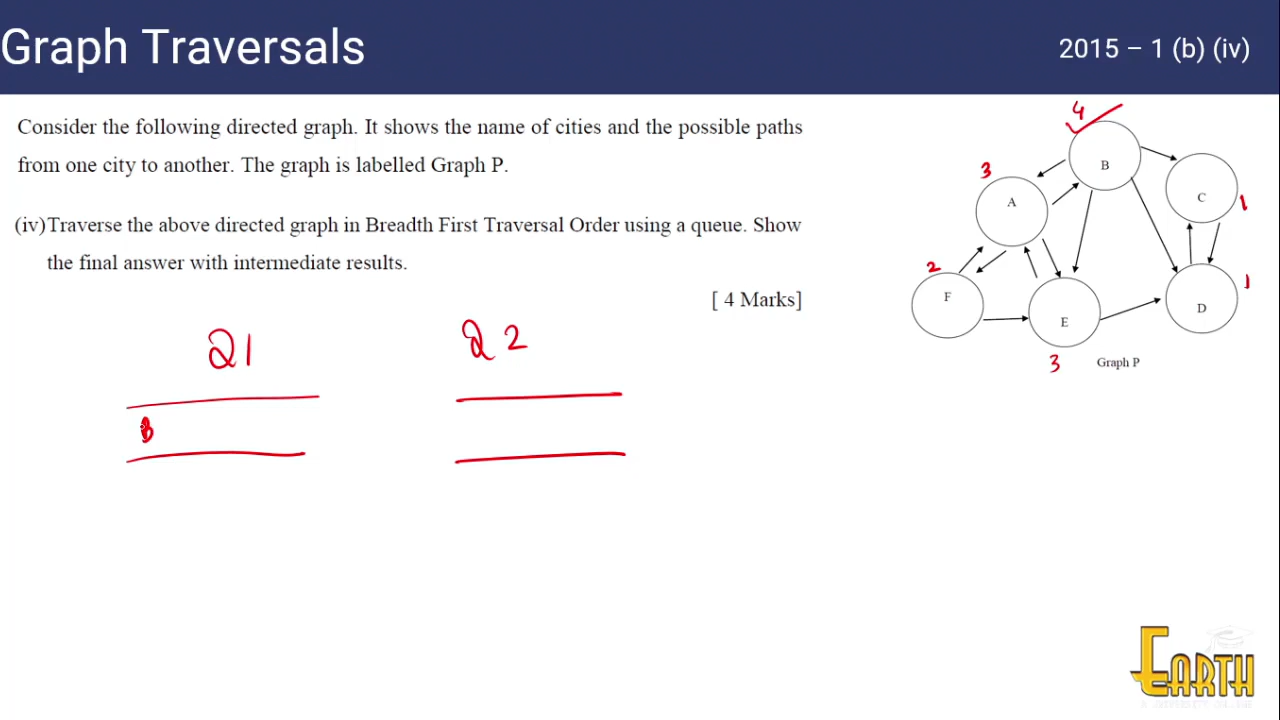 Graph Traversals
2015 – 1 (b) (iv)
Consider the following directed graph. It shows the name of cities and the possible paths
from one city to another. The graph is labelled Graph P.
(iv)Traverse the above directed graph in Breadth First Traversal Order using a queue. Show
the final answer with intermediate results.
[ 4 Marks]
4
B
3
A
C
1
2
F
E
D
1
3
Graph P
Q1
Q2
B
EARTH